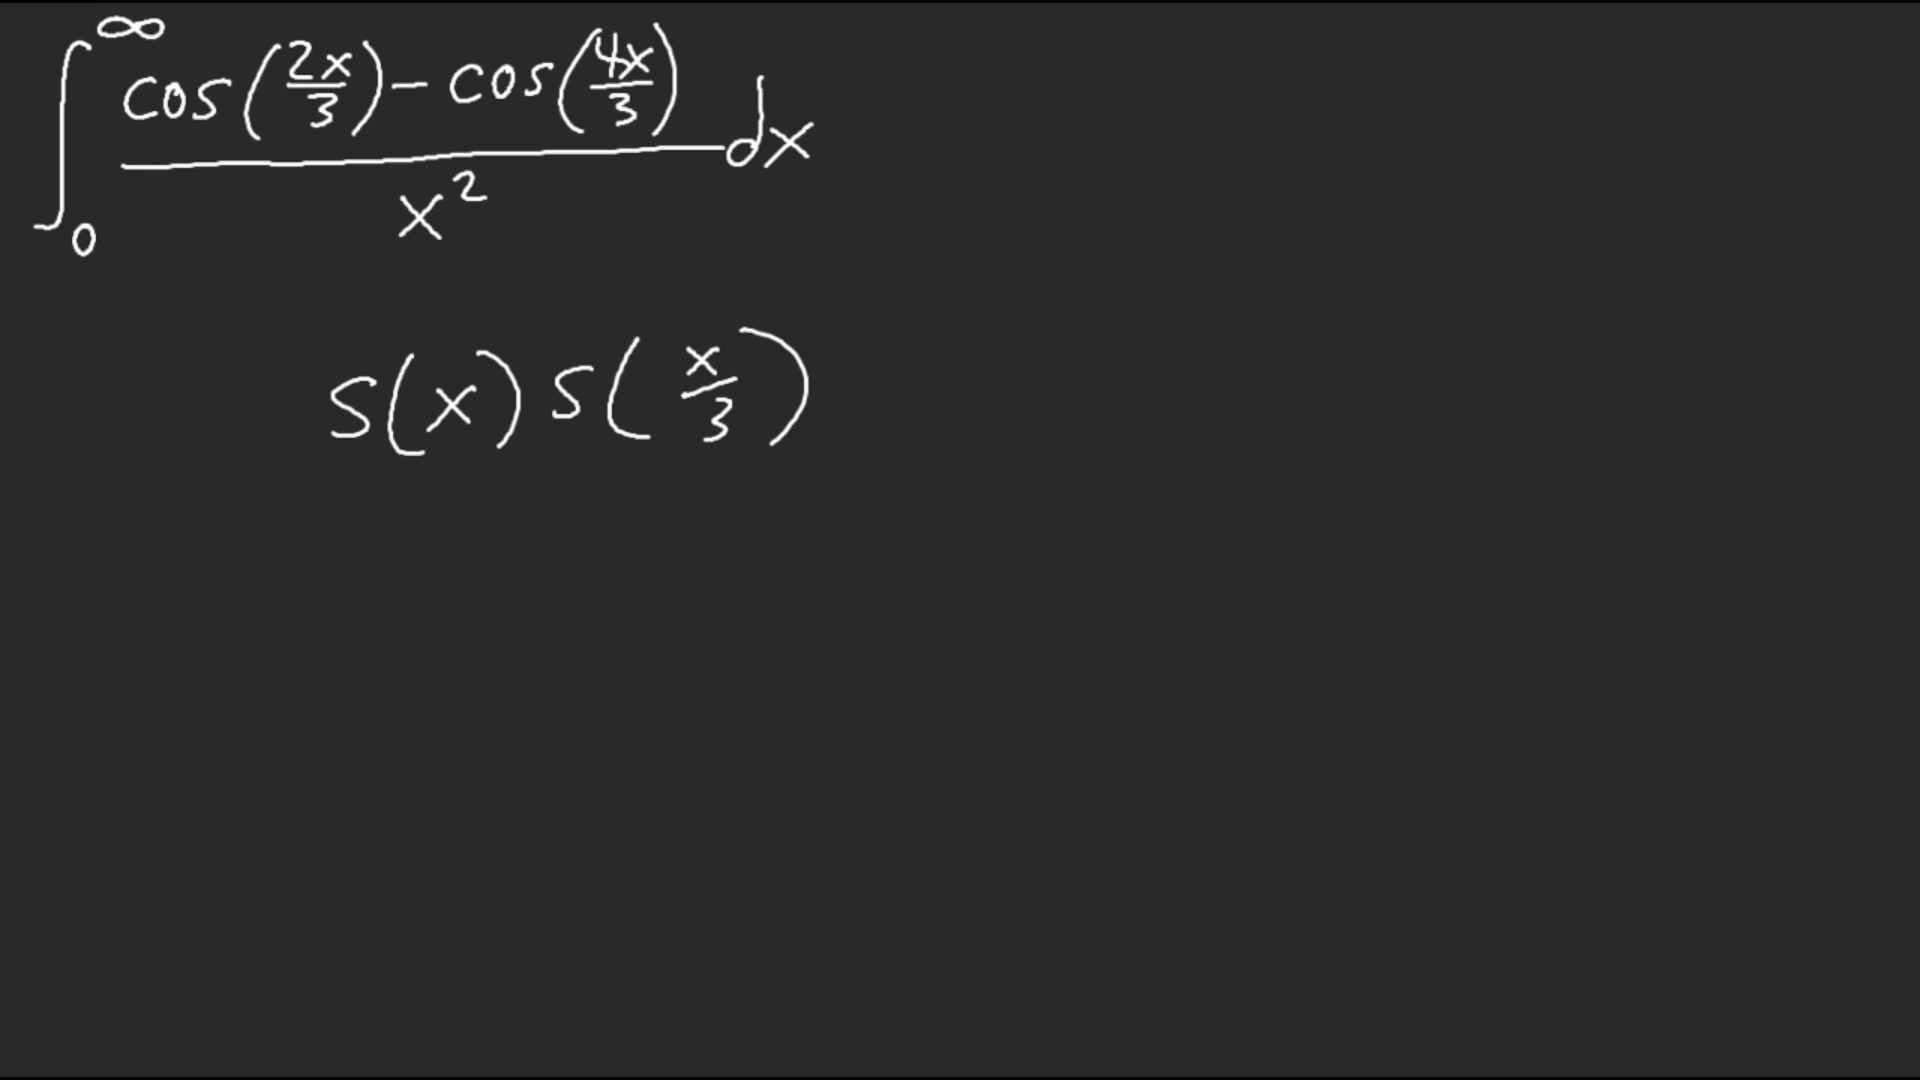 ∫₀^∞ (cos(2x/3) - cos(4x/3))/x² dx
S(x) S(x/3)